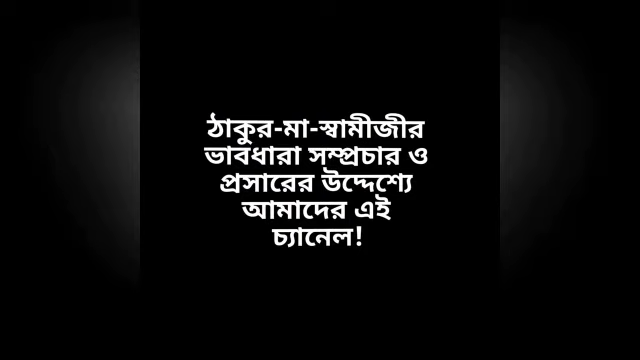 ঠাকুর-মা-স্বামীজীর
ভাবধারা সম্প্রচার ও
প্রসারের উদ্দেশ্যে
আমাদের এই
চ্যানেল!